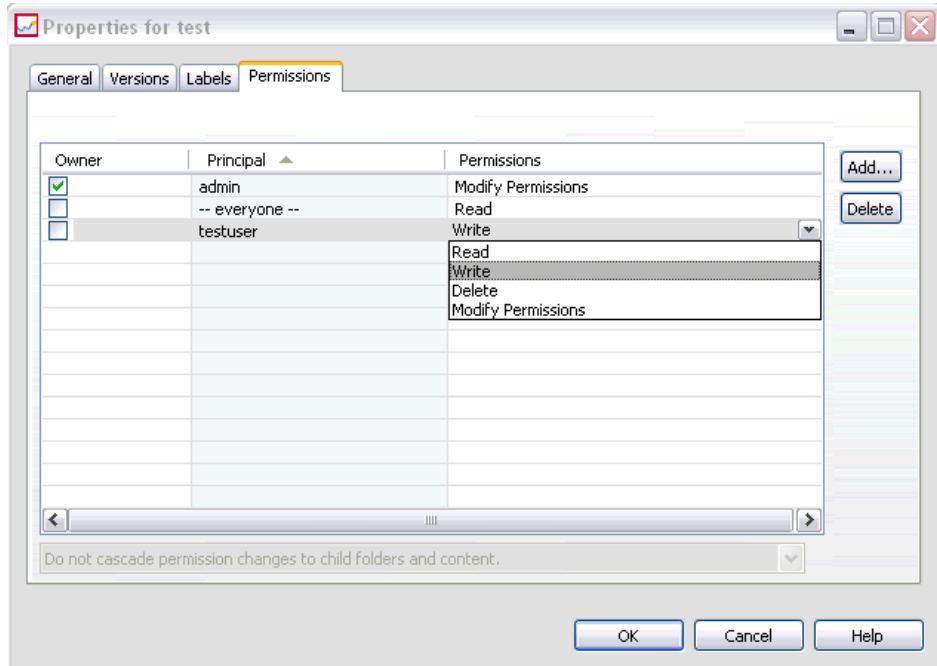 Properties for test
General Versions Labels Permissions
Owner Principal Permissions
admin Modify Permissions
-- everyone -- Read
testuser Write
Read
Write
Delete
Modify Permissions
Add...
Delete
Do not cascade permission changes to child folders and content.
OK Cancel Help